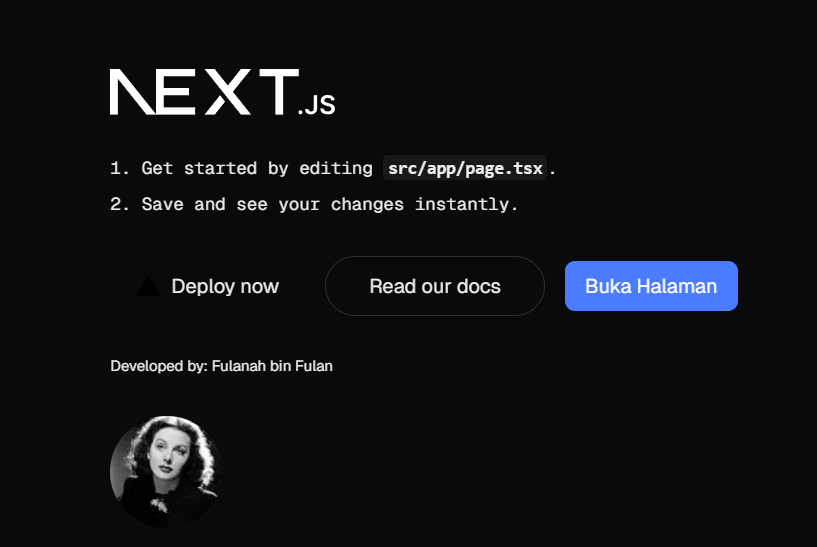 NEXT.JS
1. Get started by editing src/app/page.tsx.
2. Save and see your changes instantly.
Deploy now Read our docs Buka Halaman
Developed by: Fulanah bin Fulan